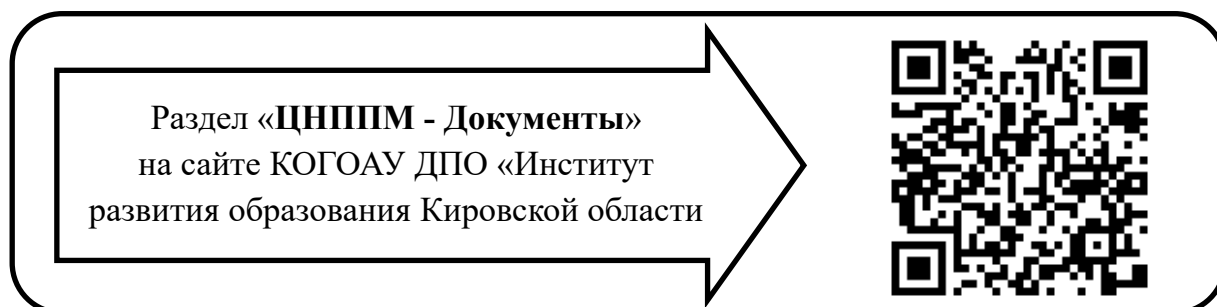 Раздел «ЦНППМ - Документы»
на сайте КОГОАУ ДПО «Институт
развития образования Кировской области